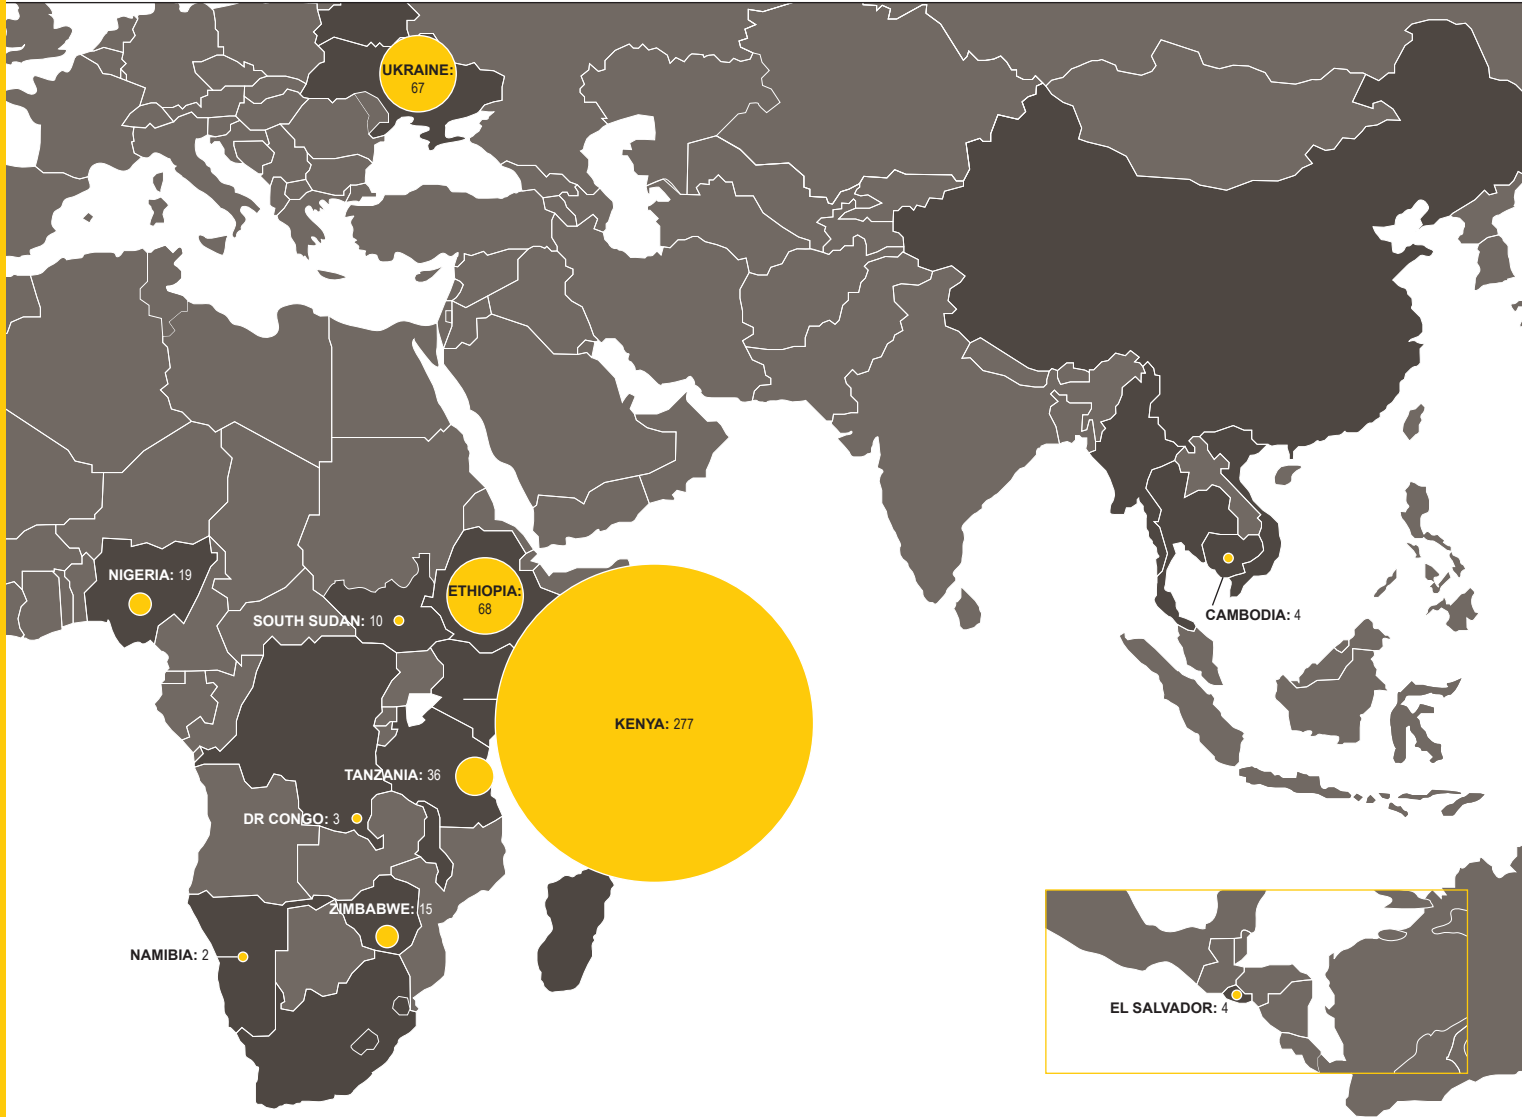 UKRAINE:
67
NIGERIA: 19
ETHIOPIA:
68
SOUTH SUDAN: 10
CAMBODIA: 4
KENYA: 277
TANZANIA: 36
DR CONGO: 3
ZIMBABWE: 15
NAMIBIA: 2
EL SALVADOR: 4